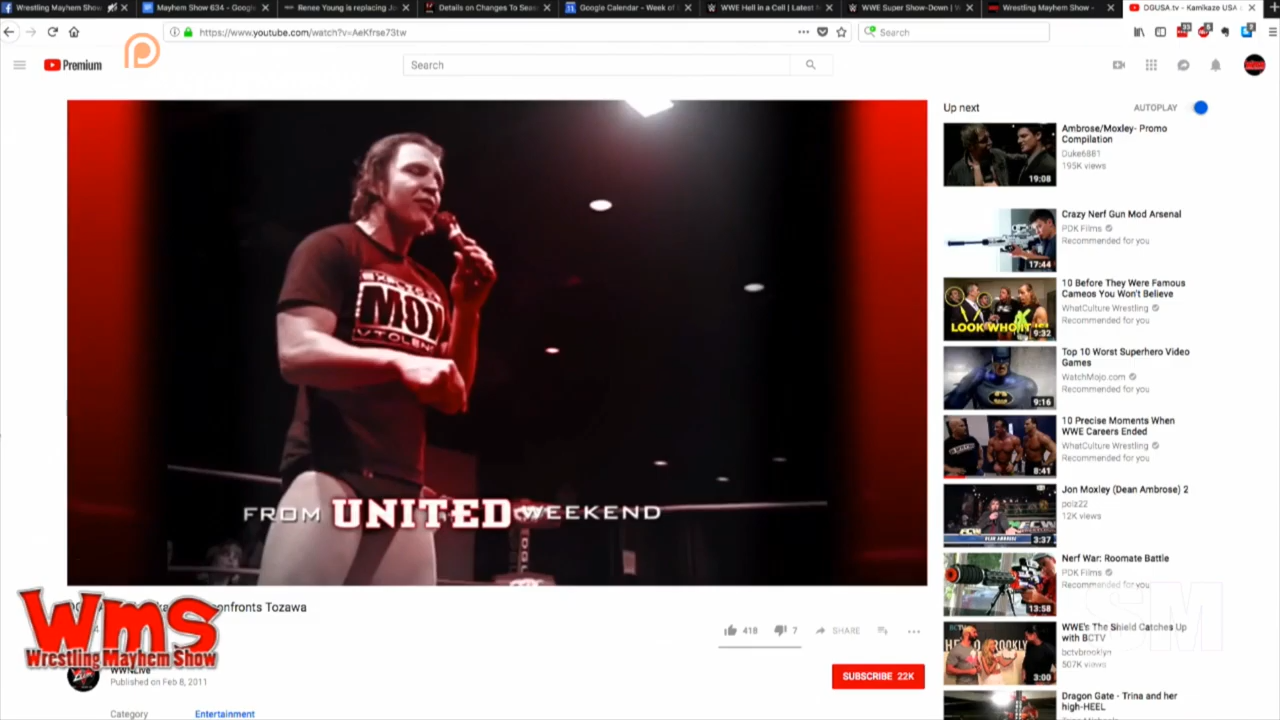 Wrestling Mayhem Show
Mayhem Show 634 - Google
Renee Young is replacing Jo
Details on Changes To Seas
Google Calendar - Week of
WWE Hell in a Cell | Latest
WWE Super Show-Down | W
Wrestling Mayhem Show -
DGUSA.tv - Kamikaze USA
https://www.youtube.com/watch?v=AeKfrse73tw
Search
Premium
Search
Up next
AUTOPLAY
Ambrose/Moxley- Promo
Compilation
Duke6881
195K views
19:08
Crazy Nerf Gun Mod Arsenal
PDK Films
Recommended for you
17:44
10 Before They Were Famous
Cameos You Won't Believe
WhatCulture Wrestling
Recommended for you
9:32
Top 10 Worst Superhero Video
Games
WatchMojo.com
Recommended for you
9:16
10 Precise Moments When
WWE Careers Ended
WhatCulture Wrestling
Recommended for you
8:41
Jon Moxley (Dean Ambrose) 2
polz22
12K views
3:37
Nerf War: Roomate Battle
PDK Films
Recommended for you
13:58
WWE's The Shield Catches Up
with BCTV
bctvbrooklyn
507K views
3:00
Dragon Gate - Trina and her
high-HEEL
MOX
FROM UNITED WEEKEND
onfronts Tozawa
418
7
SHARE
wms
Wrestling Mayhem Show
SM
WWNLive
Published on Feb 8, 2011
SUBSCRIBE 22K
Category
Entertainment